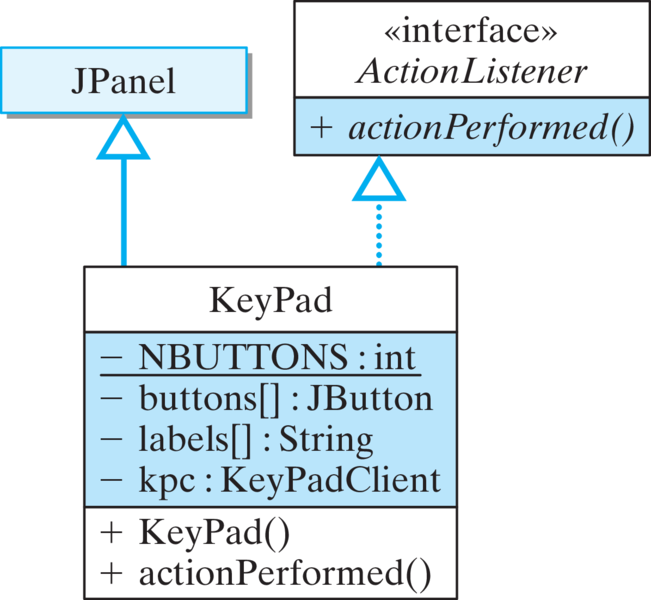 JPanel
«interface»
ActionListener
+ actionPerformed()
KeyPad
− NBUTTONS : int
− buttons[] : JButton
− labels[] : String
− kpc : KeyPadClient
+ KeyPad()
+ actionPerformed()